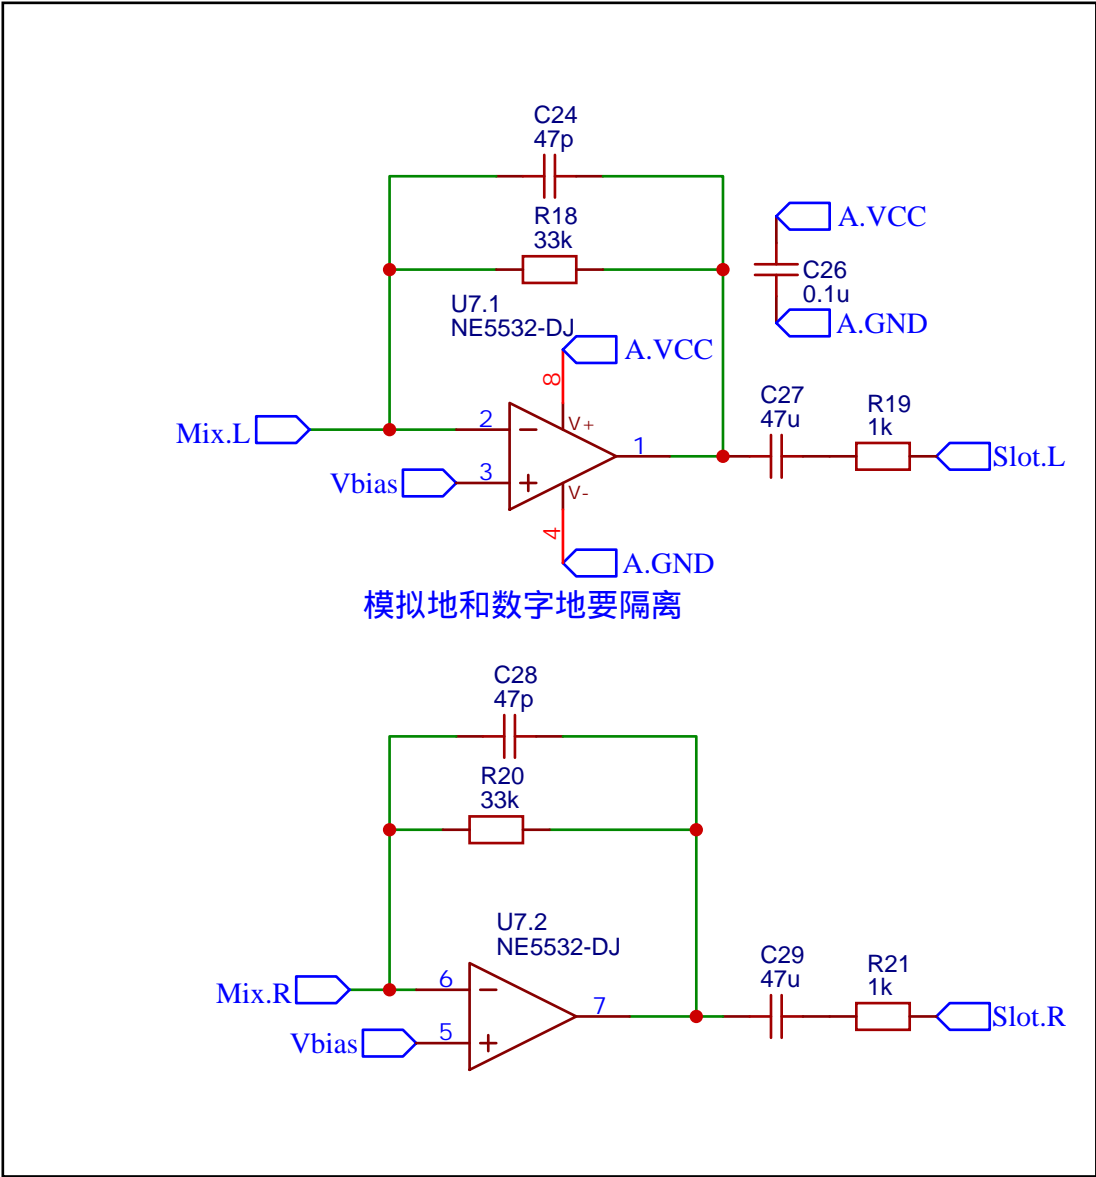 C24
47p
R18
33k
A.VCC
C26
0.1u
A.GND
U7.1
NE5532-DJ
A.VCC
8
V+
C27
47u
R19
1k
Mix.L
2
1
Slot.L
Vbias
3
V-
4
A.GND
模拟地和数字地要隔离
C28
47p
R20
33k
U7.2
NE5532-DJ
C29
47u
R21
1k
Mix.R
6
7
Slot.R
Vbias
5